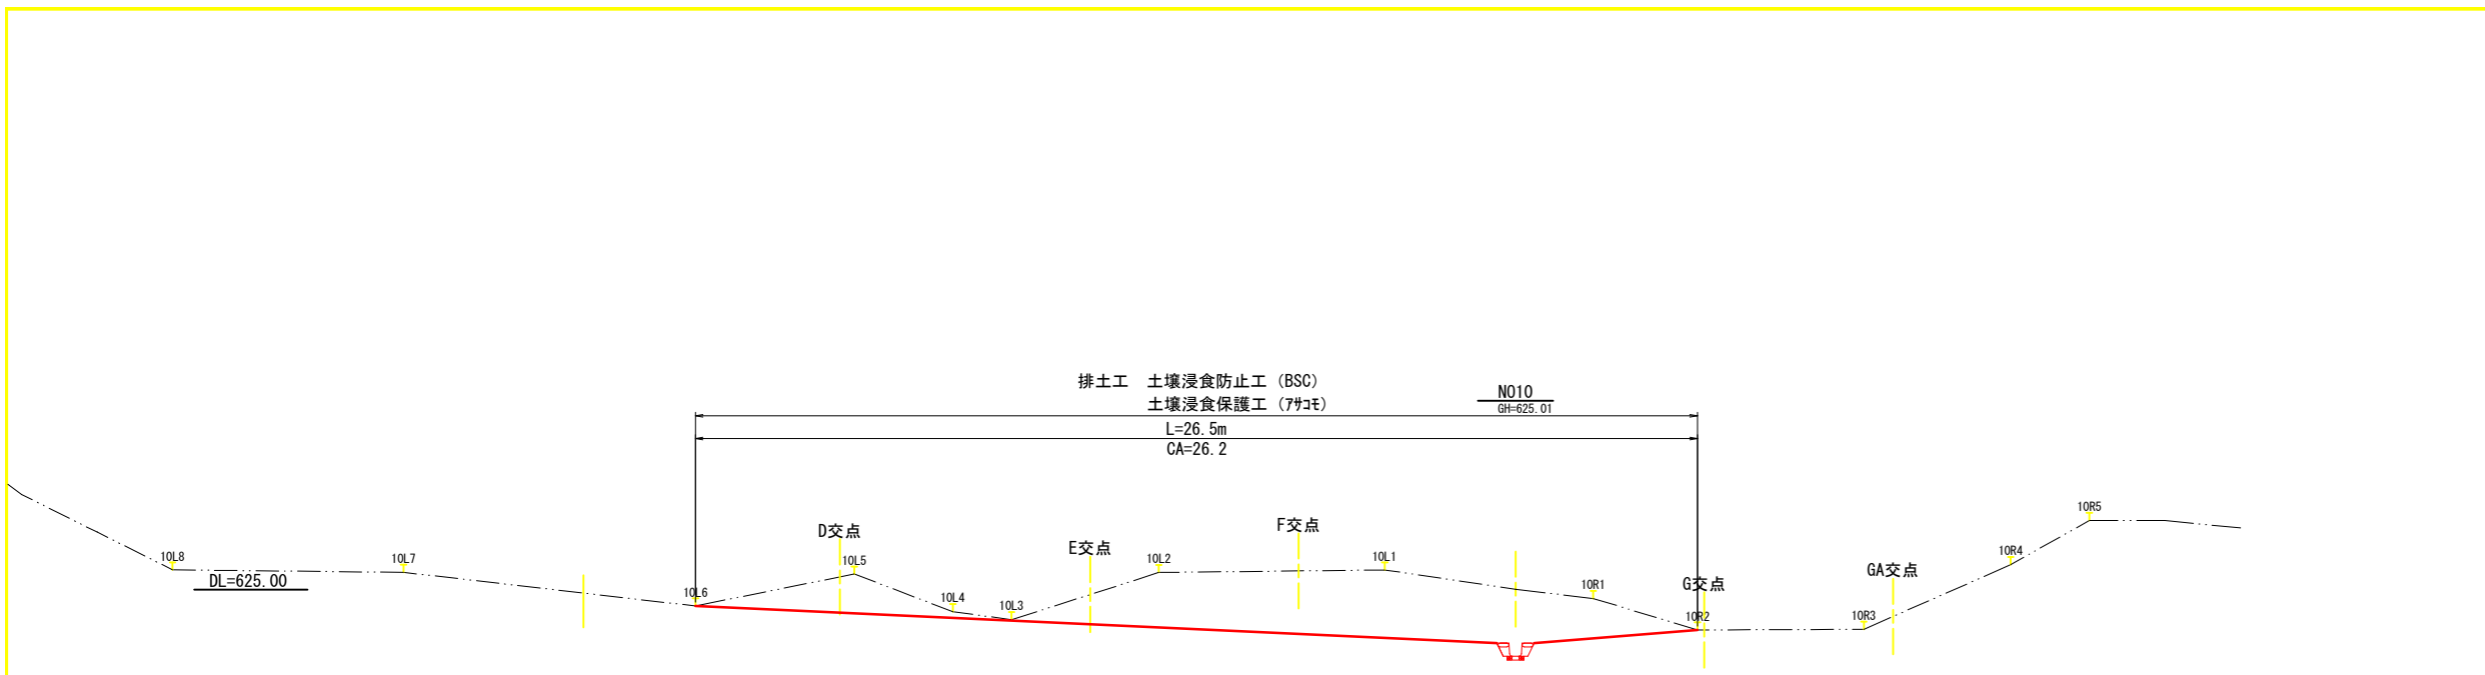 排土工　土壌浸食防止工（BSC）
土壌浸食保護工（ｱｻｺﾓ）
NO10
GH=625.01
L=26.5m
CA=26.2
10L8
10L7
DL=625.00
10L6
D交点
10L5
10L4
10L3
E交点
10L2
F交点
10L1
10R1
G交点
10R2
GA交点
10R3
10R4
10R5